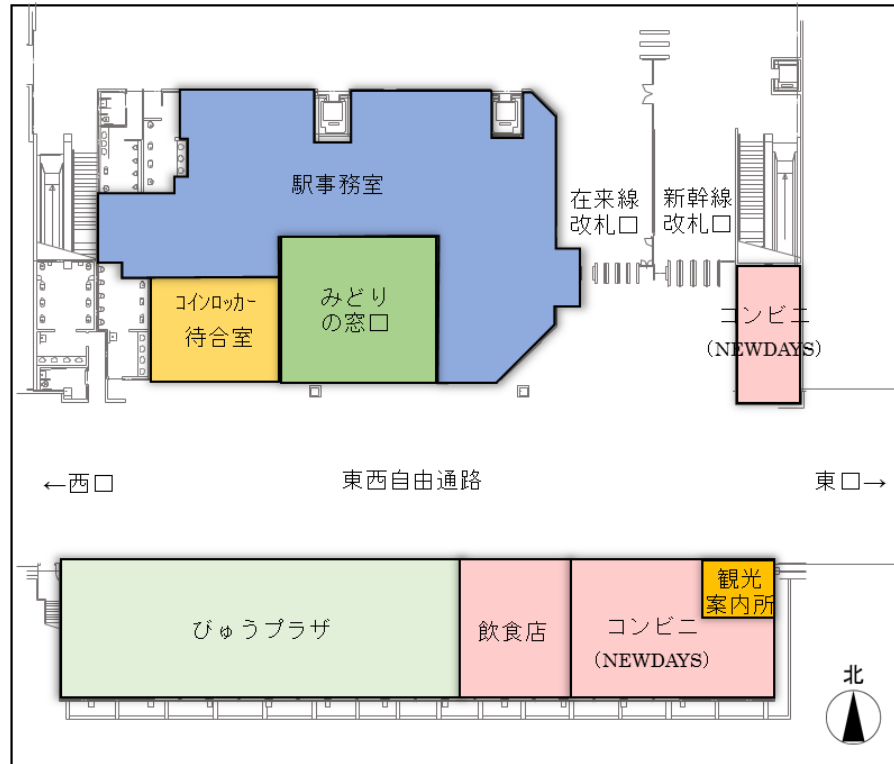 駅事務室
在来線
改札口
新幹線
改札口
コインロッカー
待合室
みどり
の窓口
コンビニ
（NEWDAYS）
←西口
東西自由通路
東口→
びゅうプラザ
飲食店
コンビニ
（NEWDAYS）
観光
案内所
北